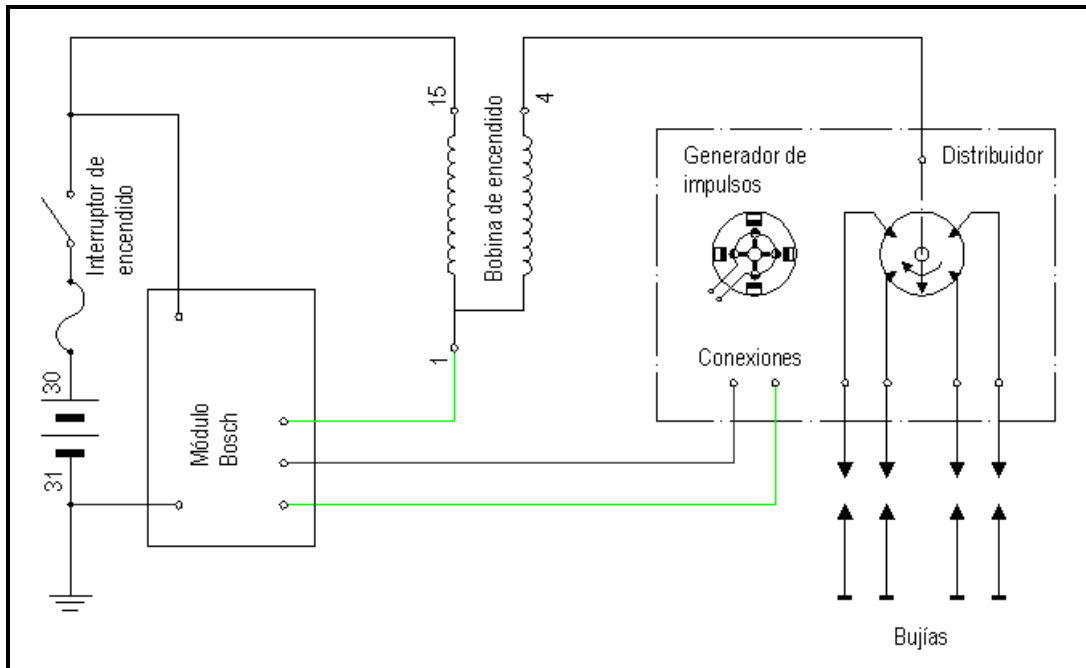 15
4
Bobina de encendido
Interruptor de
encendido
Generador de
impulsos
Distribuidor
1
30
31
Módulo
Bosch
Conexiones
Bujías